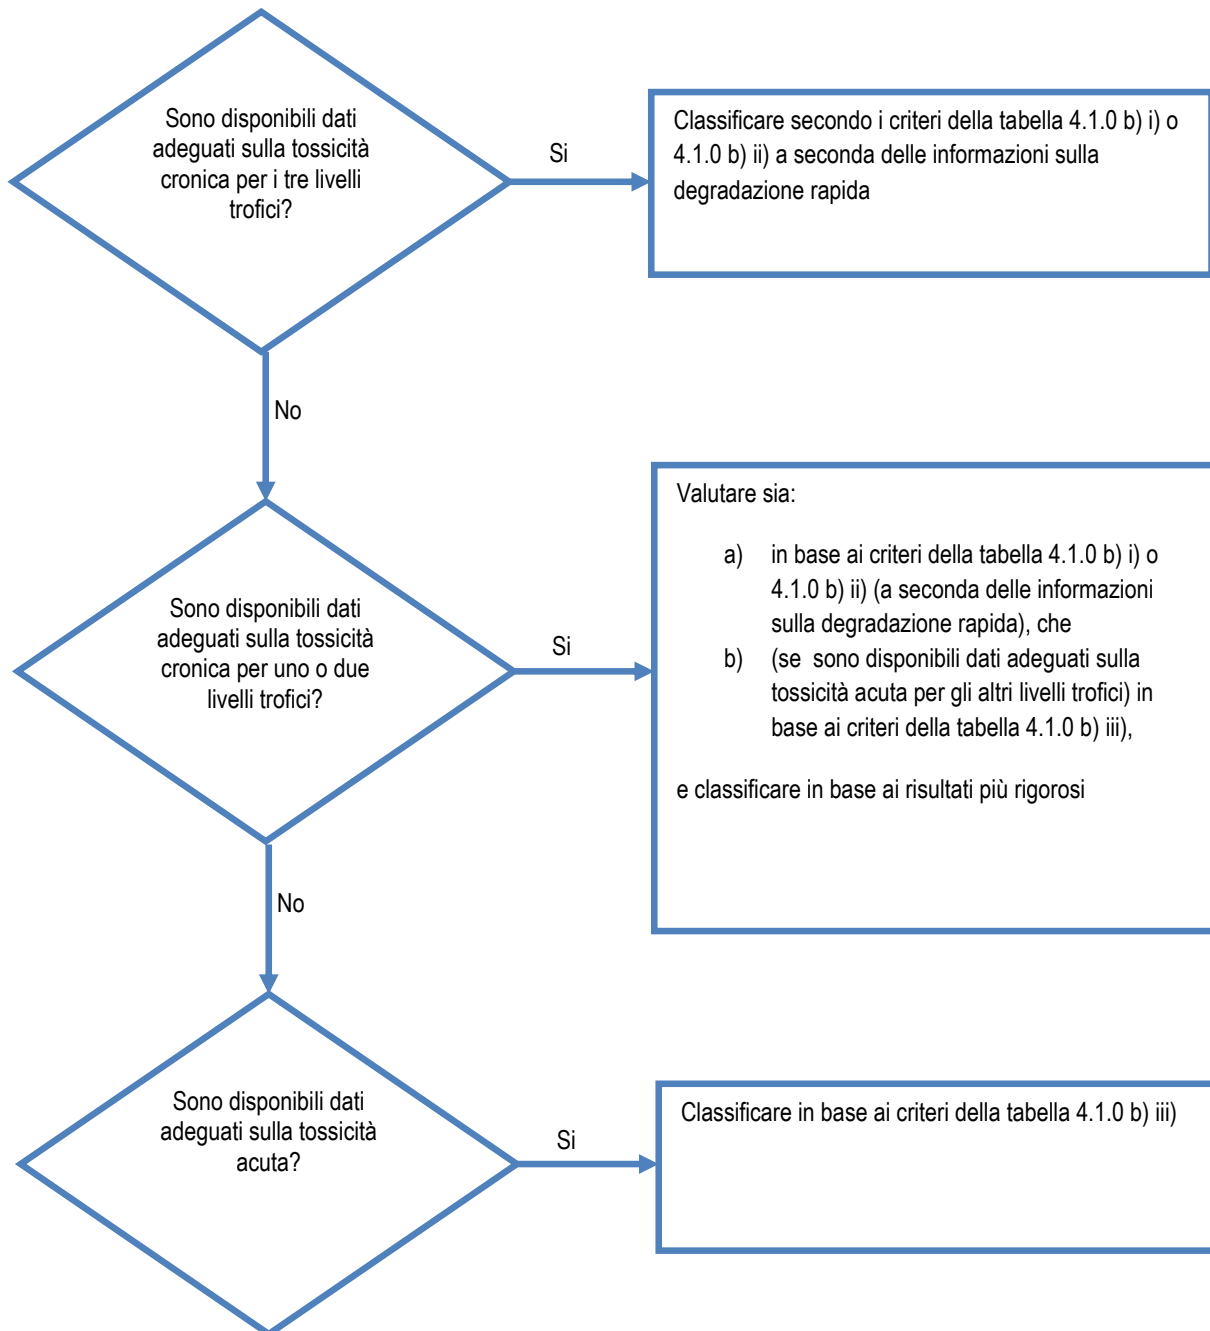 Sono disponibili dati
adeguati sulla tossicità
cronica per i tre livelli
trofici?
Si
Classificare secondo i criteri della tabella 4.1.0 b) i) o
4.1.0 b) ii) a seconda delle informazioni sulla
degradazione rapida
No
Sono disponibili dati
adeguati sulla tossicità
cronica per uno o due
livelli trofici?
Si
Valutare sia:
a) in base ai criteri della tabella 4.1.0 b) i) o
4.1.0 b) ii) (a seconda delle informazioni
sulla degradazione rapida), che
b) (se sono disponibili dati adeguati sulla
tossicità acuta per gli altri livelli trofici) in
base ai criteri della tabella 4.1.0 b) iii),
e classificare in base ai risultati più rigorosi
No
Sono disponibili dati
adeguati sulla tossicità
acuta?
Si
Classificare in base ai criteri della tabella 4.1.0 b) iii)